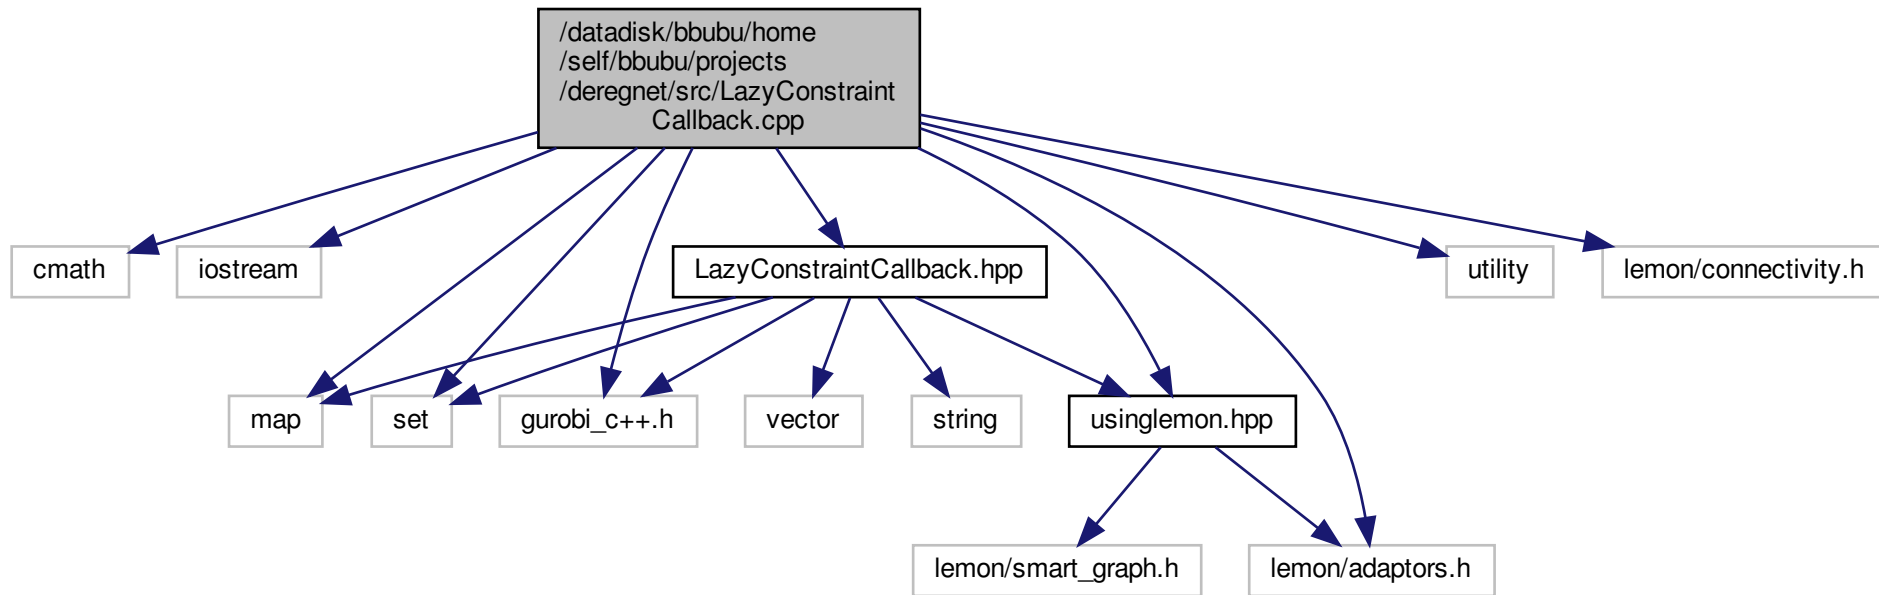 /datadisk/bbubu/home
/self/bbubu/projects
/deregnet/src/LazyConstraint
Callback.cpp
cmath
iostream
LazyConstraintCallback.hpp
utility
lemon/connectivity.h
map
set
gurobi_c++.h
vector
string
usinglemon.hpp
lemon/smart_graph.h
lemon/adaptors.h